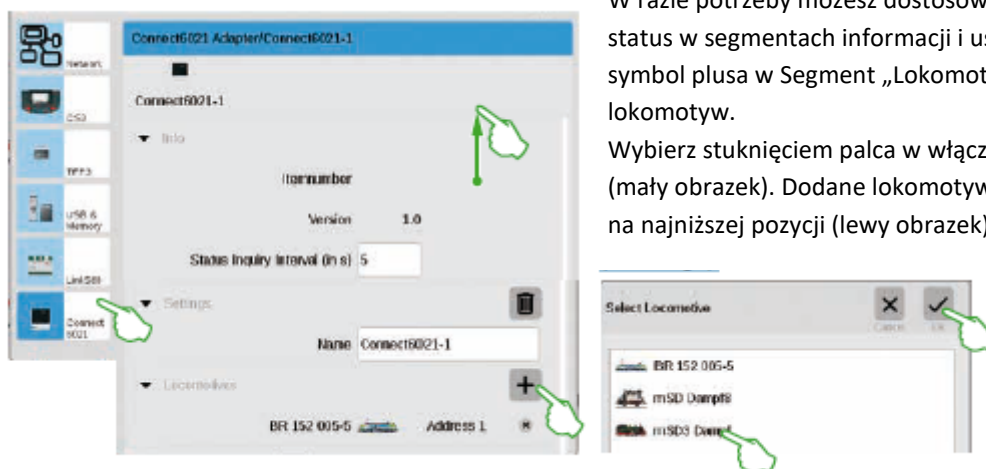 W razie potrzeby możesz dostosow
status w segmentach informacji i us
symbol plusa w Segment „Lokomot
lokomotyw.
Wybierz stuknięciem palca w włącz
(mały obrazek). Dodane lokomotyw
na najniższej pozycji (lewy obrazek)
Network
CS3
USB &
Memory
Link S88
Connect
6021
Connect6021 Adapter/Connect6021-1
Connect6021-1
Info
Itemnumber
Version 1.0
Status Inquiry Interval (in s) 5
Settings
Name Connect6021-1
Locomotives
BR 152 005-5 Address 1
Select Locomotive
Cancel OK
BR 152 005-5
mSD Dampf8
mSD3 Dampf